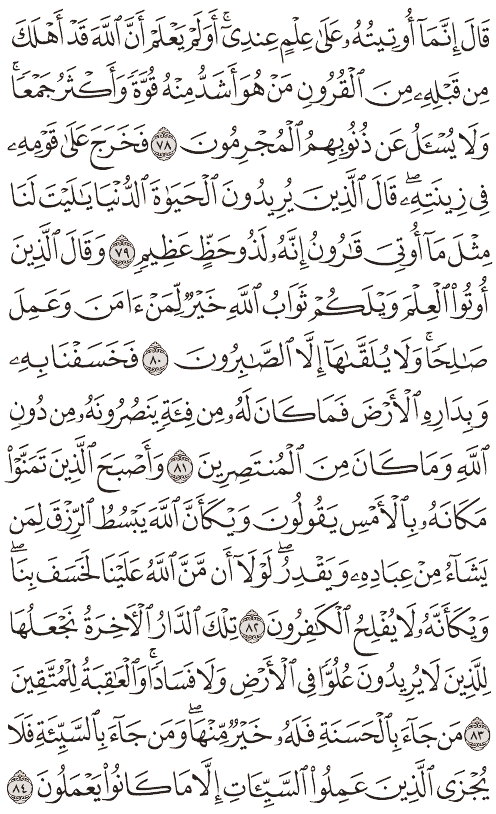 قَالَ إِنَّمَآ أُوتِيتُهُۥ عَلَىٰ عِلْمٍ عِندِىٓ ۚ أَوَلَمْ يَعْلَمْ أَنَّ ٱللَّهَ قَدْ أَهْلَكَ
مِن قَبْلِهِۦ مِنَ ٱلْقُرُونِ مَنْ هُوَ أَشَدُّ مِنْهُ قُوَّةً وَأَكْثَرُ جَمْعًا ۚ
وَلَا يُسْـَٔلُ عَن ذُنُوبِهِمُ ٱلْمُجْرِمُونَ ٧٨ فَخَرَجَ عَلَىٰ قَوْمِهِۦ
فِى زِينَتِهِۦ ۖ قَالَ ٱلَّذِينَ يُرِيدُونَ ٱلْحَيَوٰةَ ٱلدُّنْيَا يَـٰلَيْتَ لَنَا
مِثْلَ مَآ أُوتِىَ قَـٰرُونُ إِنَّهُۥ لَذُو حَظٍّ عَظِيمٍ ٧٩ وَقَالَ ٱلَّذِينَ
أُوتُوا۟ ٱلْعِلْمَ وَيْلَكُمْ ثَوَابُ ٱللَّهِ خَيْرٌ لِّمَنْ ءَامَنَ وَعَمِلَ
صَـٰلِحًا ۚ وَلَا يُلَقَّىٰهَآ إِلَّا ٱلصَّـٰبِرُونَ ٨٠ فَخَسَفْنَا بِهِۦ
وَبِدَارِهِ ٱلْأَرْضَ فَمَا كَانَ لَهُۥ مِن فِئَةٍ يَنصُرُونَهُۥ مِن دُونِ
ٱللَّهِ وَمَا كَانَ مِنَ ٱلْمُنتَصِرِينَ ٨١ وَأَصْبَحَ ٱلَّذِينَ تَمَنَّوْا۟
مَكَانَهُۥ بِٱلْأَمْسِ يَقُولُونَ وَيْكَأَنَّ ٱللَّهَ يَبْسُطُ ٱلرِّزْقَ لِمَن
يَشَآءُ مِنْ عِبَادِهِۦ وَيَقْدِرُ ۖ لَوْلَآ أَن مَّنَّ ٱللَّهُ عَلَيْنَا لَخَسَفَ بِنَا ۖ
وَيْكَأَنَّهُۥ لَا يُفْلِحُ ٱلْكَـٰفِرُونَ ٨٢ تِلْكَ ٱلدَّارُ ٱلْـَٔاخِرَةُ نَجْعَلُهَا
لِلَّذِينَ لَا يُرِيدُونَ عُلُوًّا فِى ٱلْأَرْضِ وَلَا فَسَادًا ۚ وَٱلْعَـٰقِبَةُ لِلْمُتَّقِينَ
٨٣ مَن جَآءَ بِٱلْحَسَنَةِ فَلَهُۥ خَيْرٌ مِّنْهَا ۖ وَمَن جَآءَ بِٱلسَّيِّئَةِ فَلَا
يُجْزَى ٱلَّذِينَ عَمِلُوا۟ ٱلسَّيِّـَٔاتِ إِلَّا مَا كَانُوا۟ يَعْمَلُونَ ٨٤